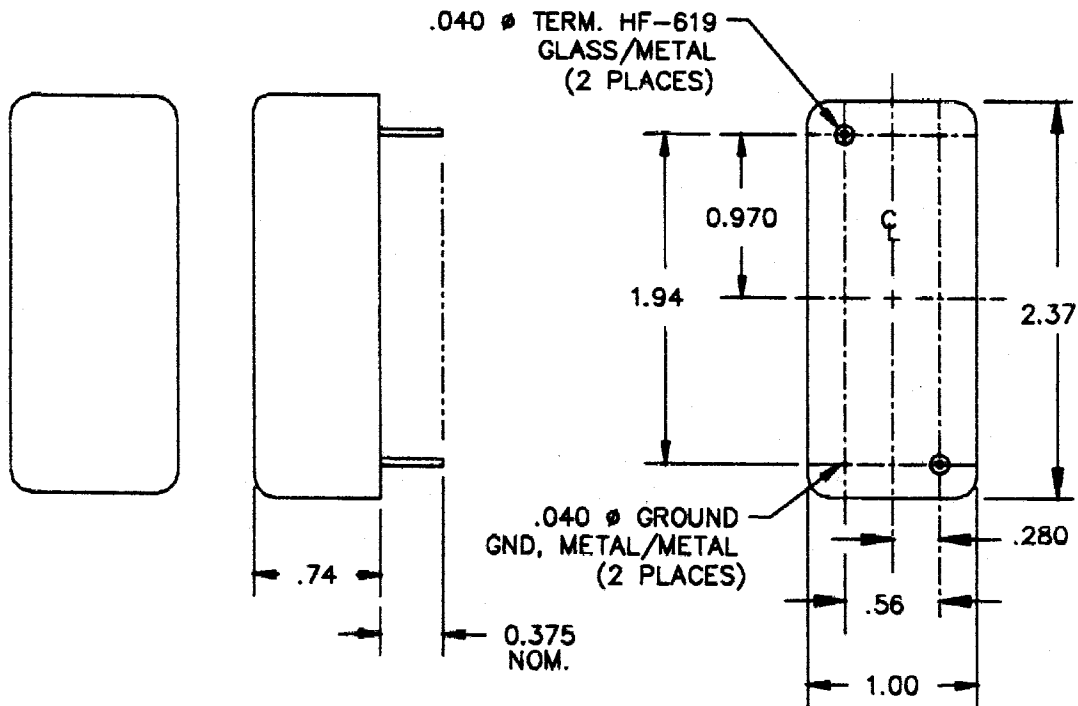 .040 ø TERM. HF-619
GLASS/METAL
(2 PLACES)
0.970
℄
1.94
2.37
.040 ø GROUND
GND, METAL/METAL
(2 PLACES)
.280
.74
.56
0.375
NOM.
1.00